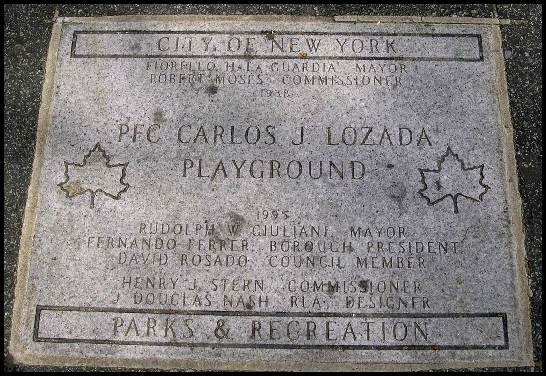 CITY OF NEW YORK
FIORELLO H. LA GUARDIA MAYOR
ROBERT MOSES COMMISSIONER
1938
PFC CARLOS J. LOZADA
PLAYGROUND
1995
RUDOLPH W. GIULIANI, MAYOR
FERNANDO FERRER, BOROUGH PRESIDENT
DAVID ROSADO, COUNCIL MEMBER
HENRY J. STERN, COMMISSIONER
J. DOUGLAS NASH, RLA, DESIGNER
PARKS & RECREATION